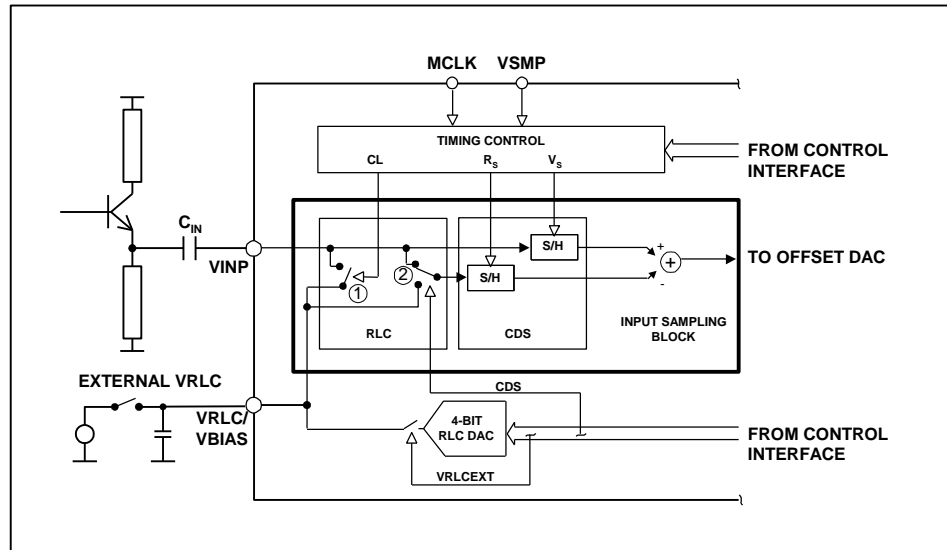 MCLK VSMP
TIMING CONTROL
CL RS VS
FROM CONTROL
INTERFACE
CIN
VINP
S/H
S/H
+
+
-
1
2
TO OFFSET DAC
RLC
CDS
INPUT SAMPLING
BLOCK
EXTERNAL VRLC
VRLC/
VBIAS
CDS
4-BIT
RLC DAC
VRLCEXT
FROM CONTROL
INTERFACE